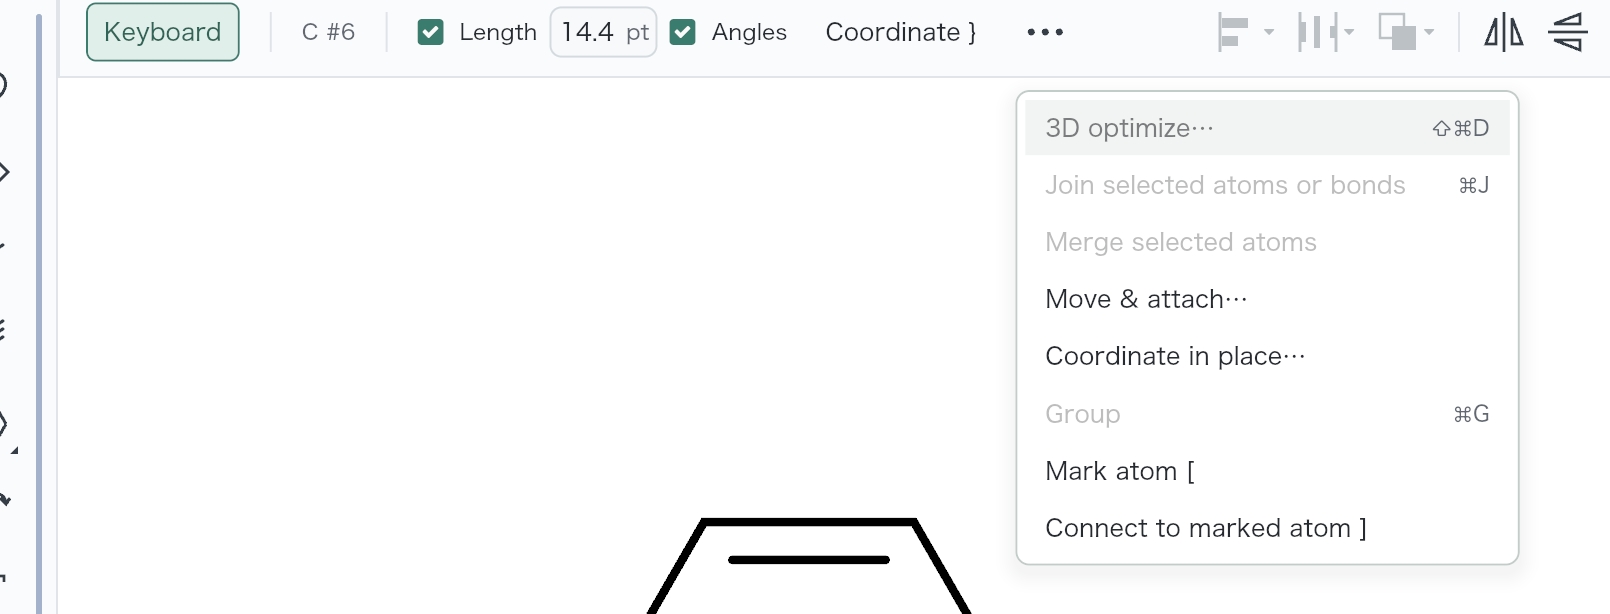 Keyboard
C #6
Length
14.4 pt
Angles
Coordinate }
•••
3D optimize⋯ ⇧⌘D
Join selected atoms or bonds ⌘J
Merge selected atoms
Move & attach⋯
Coordinate in place⋯
Group ⌘G
Mark atom [
Connect to marked atom ]